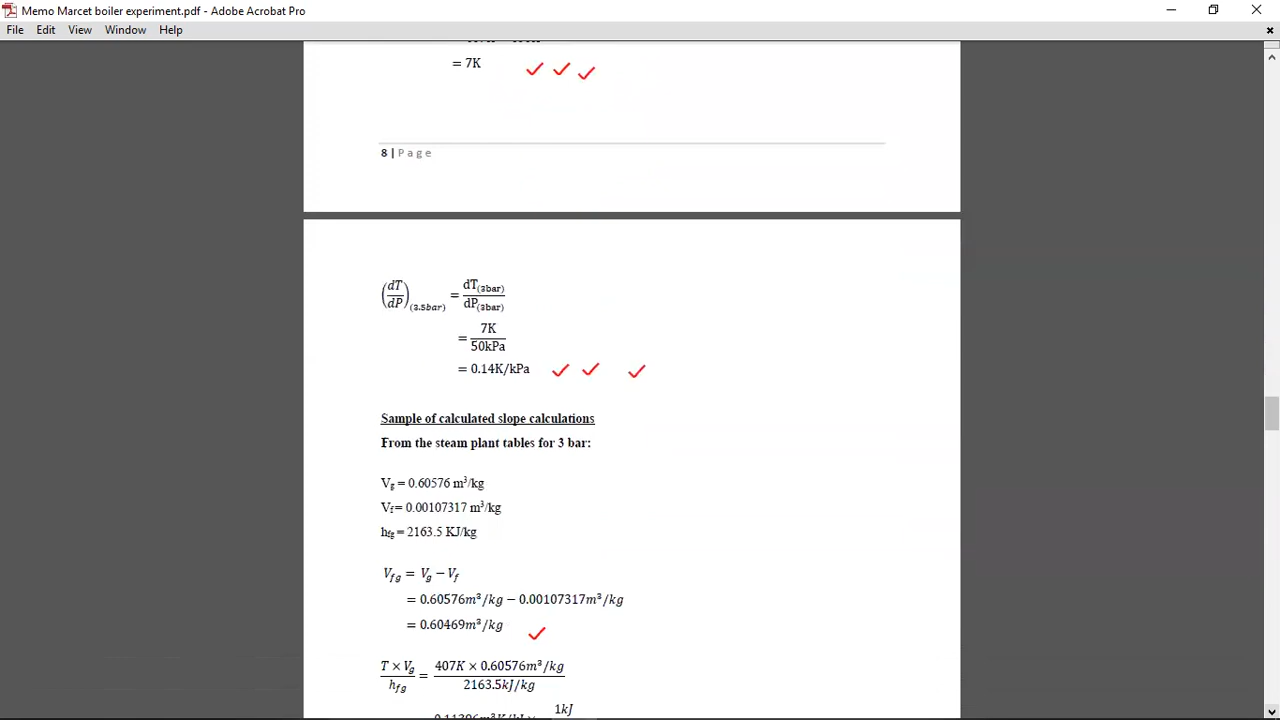 Memo Marcet boiler experiment.pdf - Adobe Acrobat Pro
File Edit View Window Help
= 7K
8 | Page
(dT/dP)(3.5bar) = dT(3bar)/dP(3bar)
= 7K/50kPa
= 0.14K/kPa
Sample of calculated slope calculations
From the steam plant tables for 3 bar:
Vg = 0.60576 m³/kg
Vf = 0.00107317 m³/kg
hfg = 2163.5 KJ/kg
Vfg = Vg − Vf
= 0.60576m³/kg − 0.00107317m³/kg
= 0.60469m³/kg
T × Vg/hfg = 407K × 0.60576m³/kg/2163.5kJ/kg
1kJ